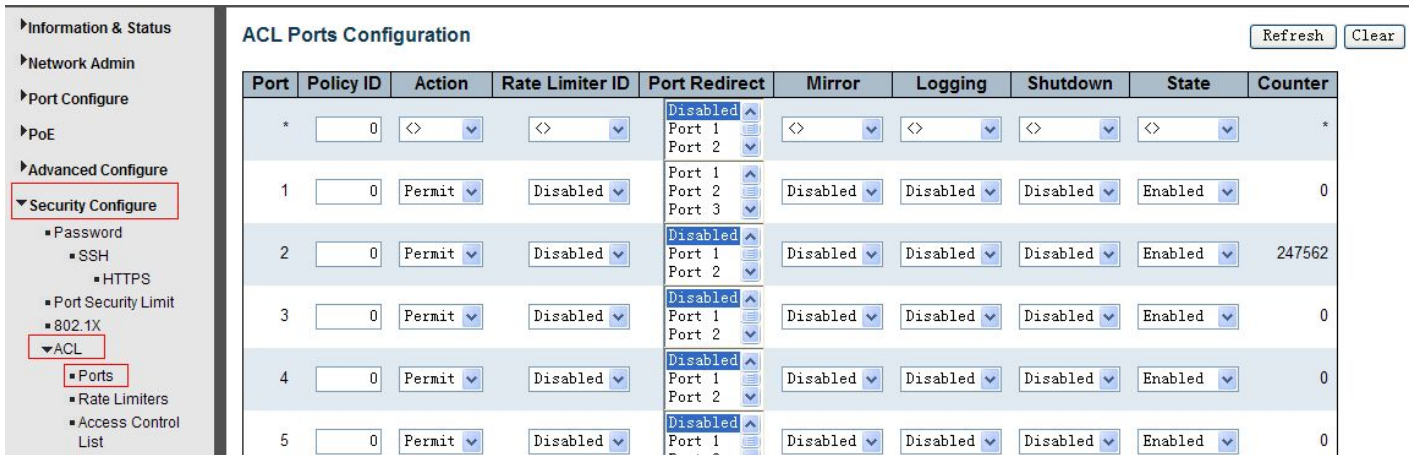 Information & Status
Network Admin
Port Configure
PoE
Advanced Configure
Security Configure
Password
SSH
HTTPS
Port Security Limit
802.1X
ACL
Ports
Rate Limiters
Access Control
List
ACL Ports Configuration
Refresh Clear
Port Policy ID Action Rate Limiter ID Port Redirect Mirror Logging Shutdown State Counter
Disabled
* 0 <> <> Port 1 <> <> <> <> *
Port 2
Port 1
1 0 Permit Disabled Port 2 Disabled Disabled Disabled Enabled 0
Port 3
Disabled
2 0 Permit Disabled Port 1 Disabled Disabled Disabled Enabled 247562
Port 2
Disabled
3 0 Permit Disabled Port 1 Disabled Disabled Disabled Enabled 0
Port 2
Disabled
4 0 Permit Disabled Port 1 Disabled Disabled Disabled Enabled 0
Port 2
Disabled
5 0 Permit Disabled Port 1 Disabled Disabled Disabled Enabled 0